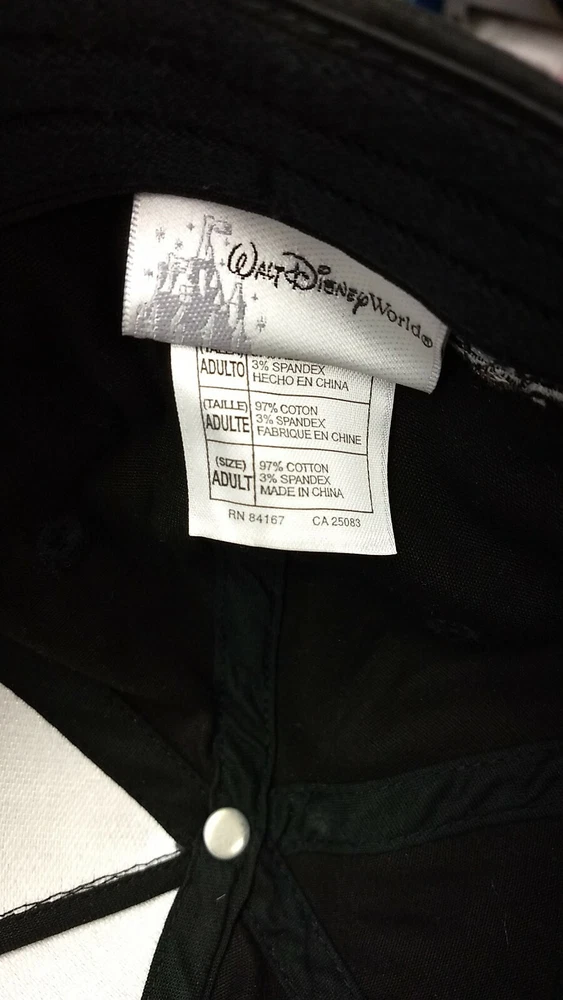 Walt Disney World®
ADULTO
3% SPANDEX
HECHO EN CHINA
(TAILLE)
ADULTE
97% COTON
3% SPANDEX
FABRIQUE EN CHINE
(SIZE)
ADULT
97% COTTON
3% SPANDEX
MADE IN CHINA
RN 84167 CA 25083